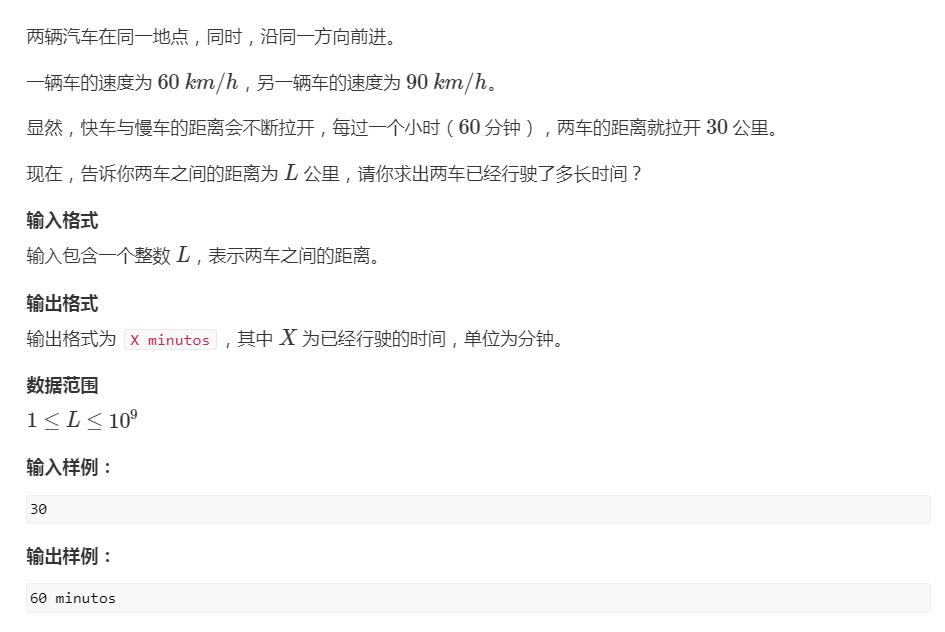 两辆汽车在同一地点，同时，沿同一方向前进。
一辆车的速度为 60 km/h，另一辆车的速度为 90 km/h。
显然，快车与慢车的距离会不断拉开，每过一个小时（60 分钟），两车的距离就拉开 30 公里。
现在，告诉你两车之间的距离为 L 公里，请你求出两车已经行驶了多长时间？
输入格式
输入包含一个整数 L，表示两车之间的距离。
输出格式
输出格式为 X minutos，其中 X 为已经行驶的时间，单位为分钟。
数据范围
1 ≤ L ≤ 10⁹
输入样例：
30
输出样例：
60 minutos